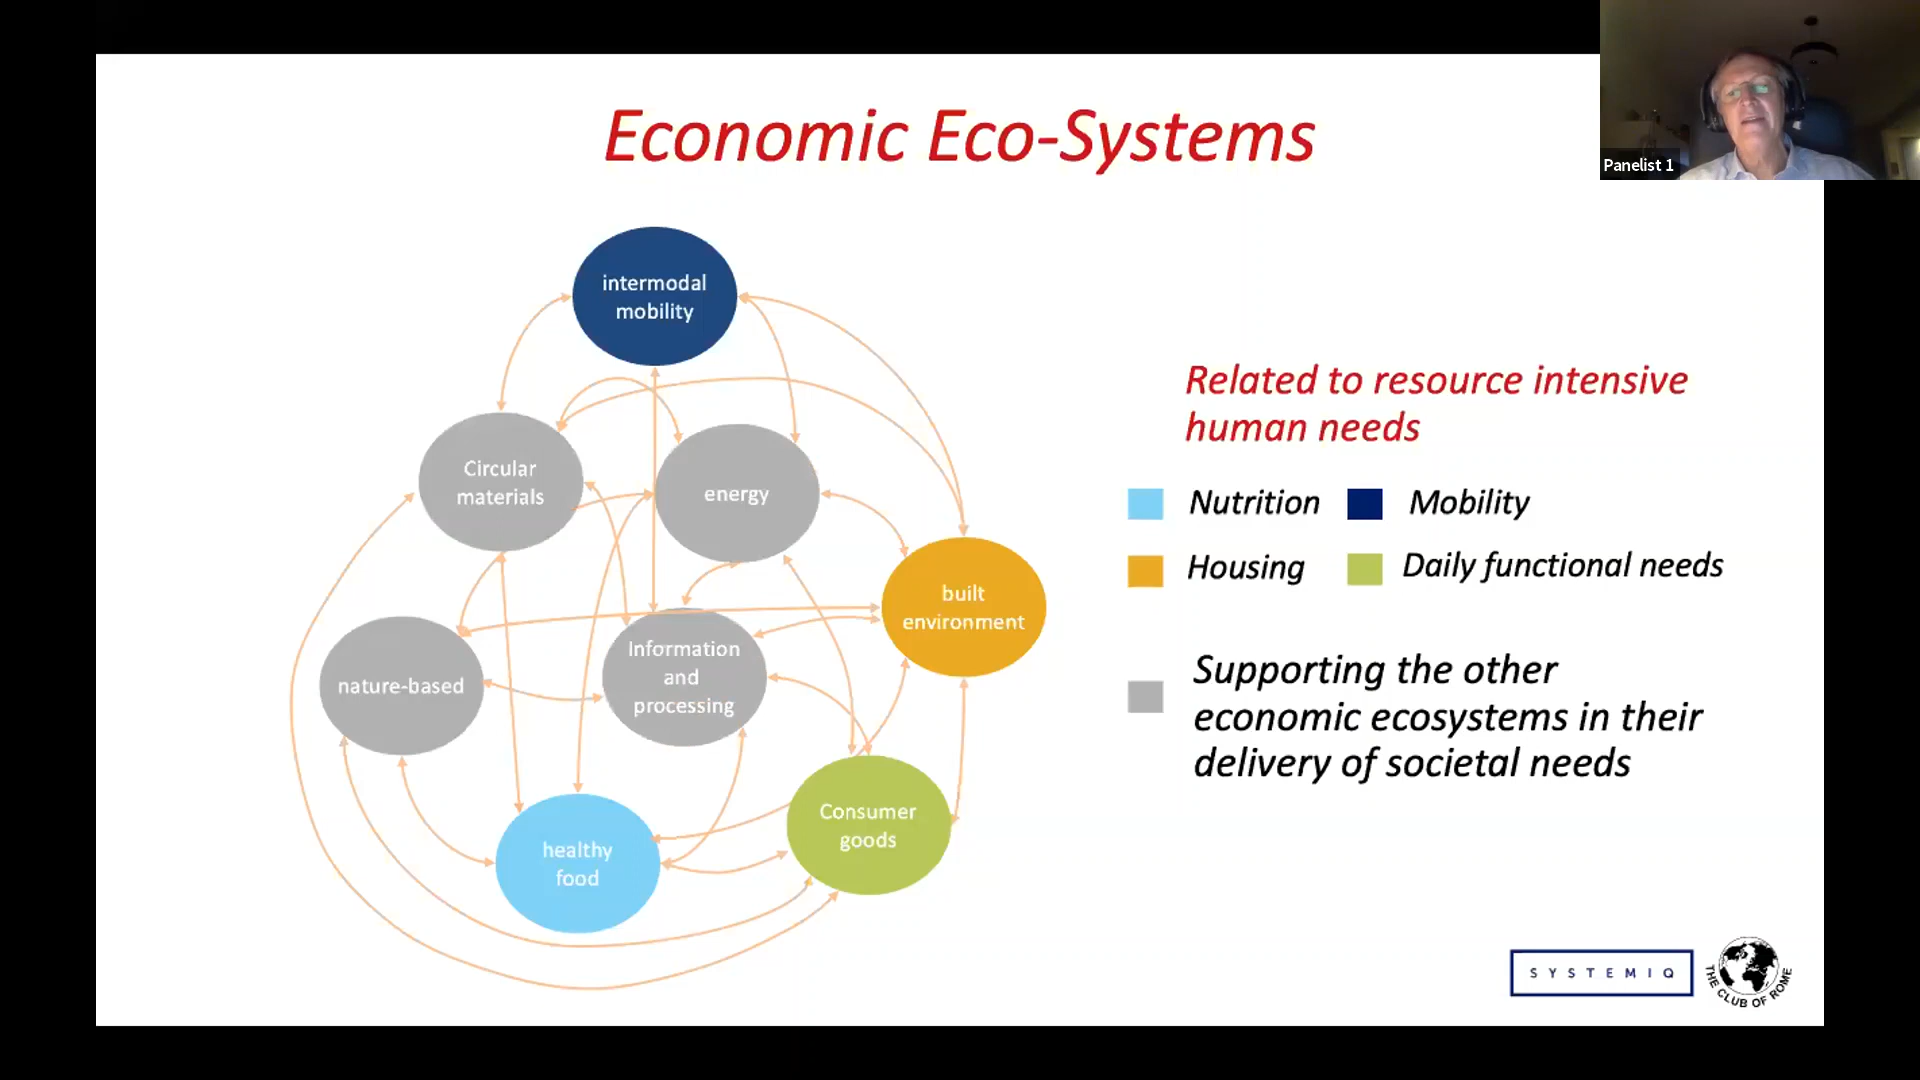 Economic Eco-Systems
Panelist 1
intermodal
mobility
Circular
materials
energy
built
environment
nature-based
Information
and
processing
healthy
food
Consumer
goods
Related to resource intensive
human needs
Nutrition
Mobility
Housing
Daily functional needs
Supporting the other
economic ecosystems in their
delivery of societal needs
SYSTEMIQ
THE CLUB OF ROME